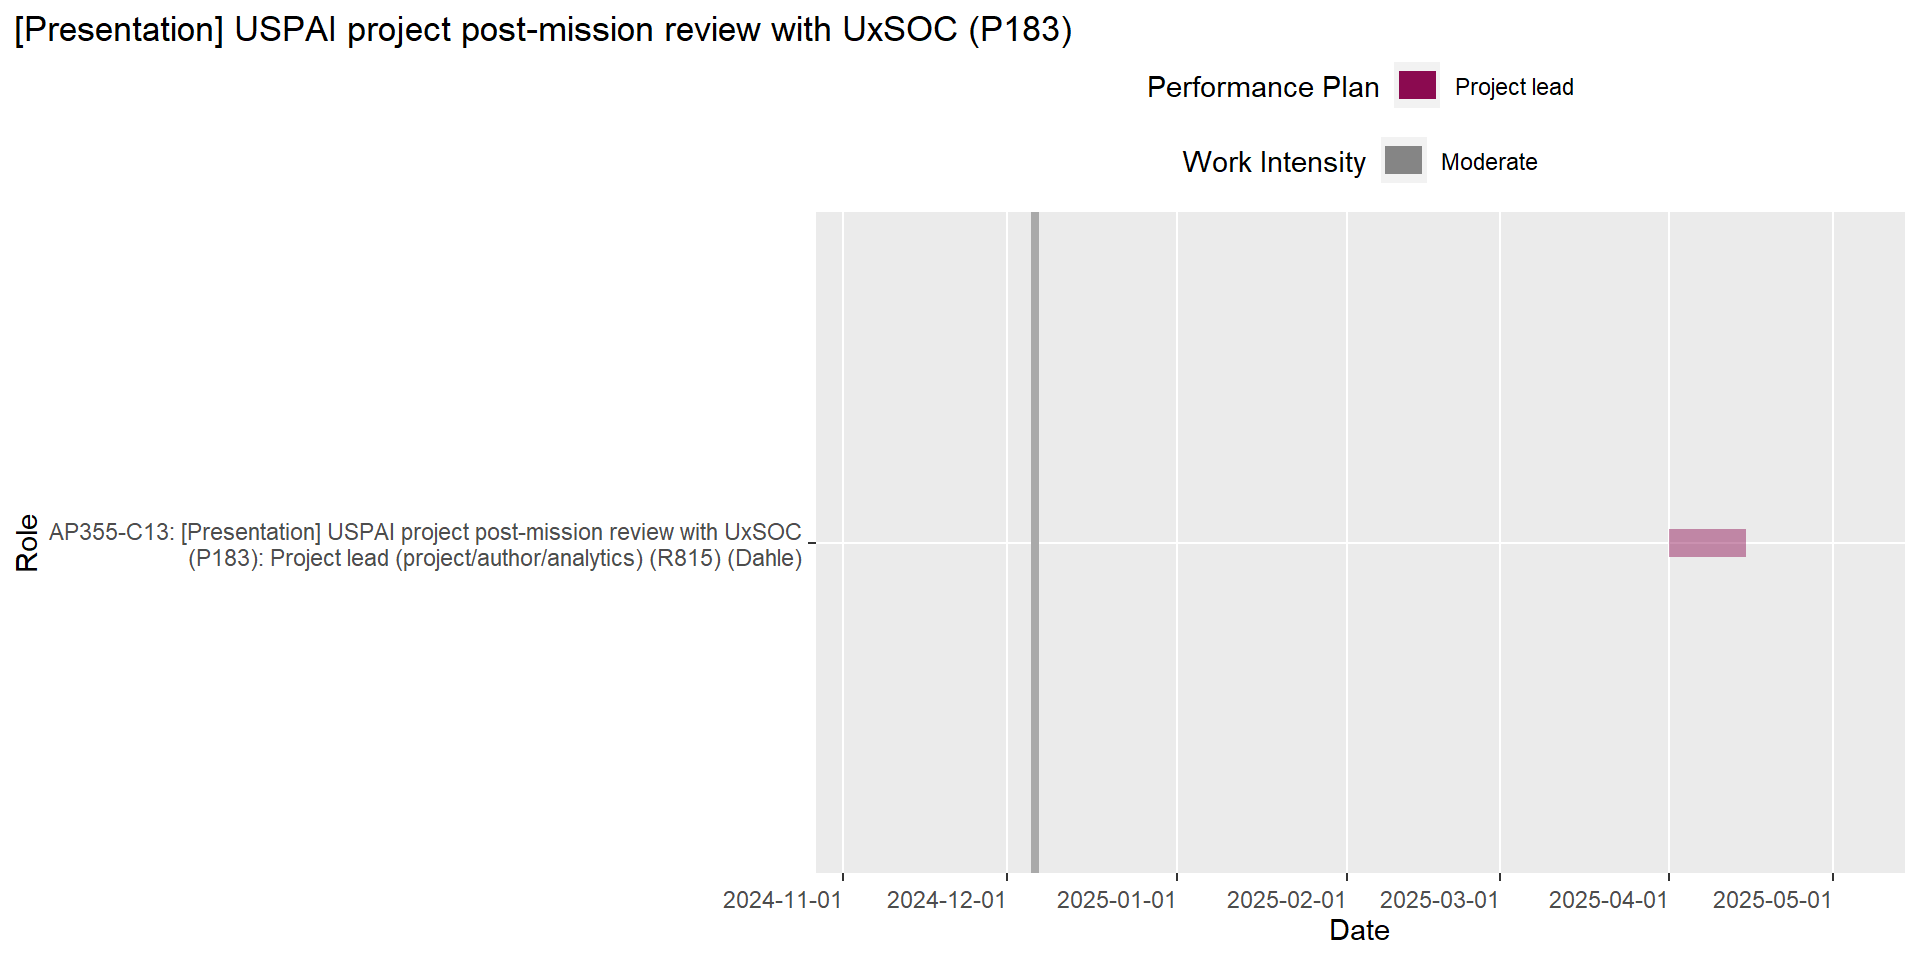 [Presentation] USPAI project post-mission review with UxSOC (P183)
Performance Plan
Project lead
Work Intensity
Moderate
Role
AP355-C13: [Presentation] USPAI project post-mission review with UxSOC
(P183): Project lead (project/author/analytics) (R815) (Dahle)
2024-11-01
2024-12-01
2025-01-01
2025-02-01
2025-03-01
2025-04-01
2025-05-01
Date